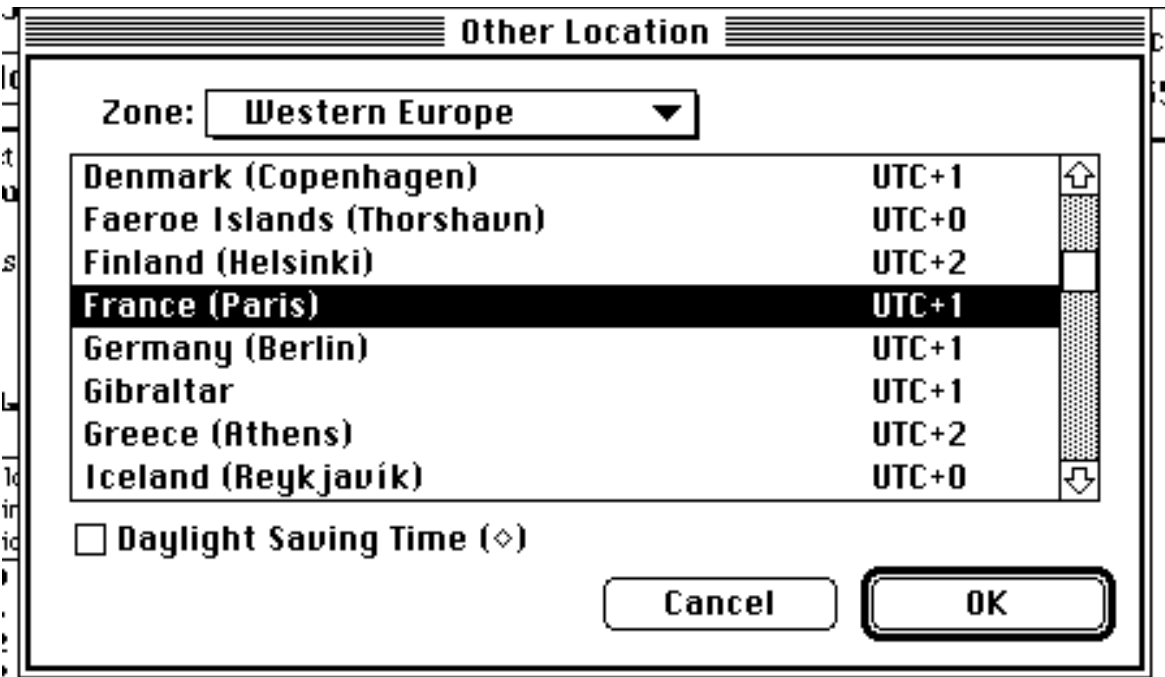 Other Location
Zone: Western Europe
Denmark (Copenhagen) UTC+1
Faeroe Islands (Thorshavn) UTC+0
Finland (Helsinki) UTC+2
France (Paris) UTC+1
Germany (Berlin) UTC+1
Gibraltar UTC+1
Greece (Athens) UTC+2
Iceland (Reykjavík) UTC+0
Daylight Saving Time (◇)
Cancel OK